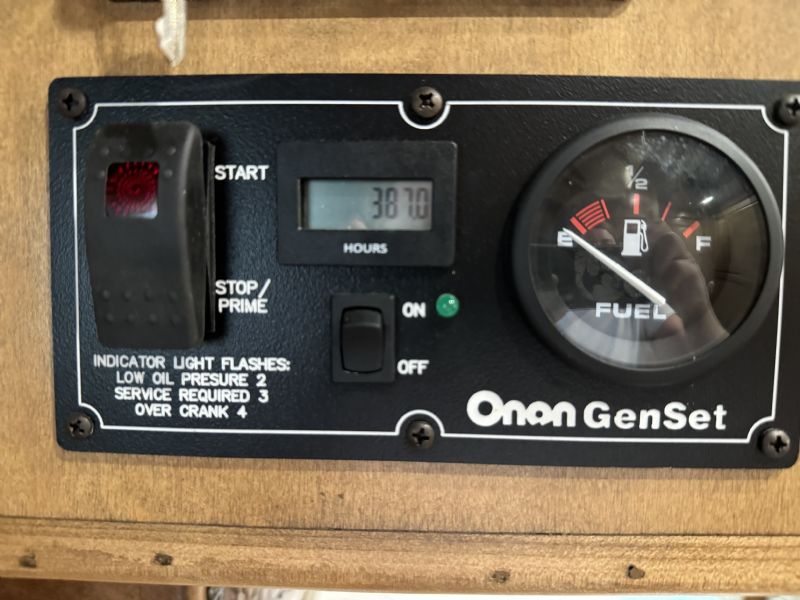 START
STOP/
PRIME
INDICATOR LIGHT FLASHES:
LOW OIL PRESURE 2
SERVICE REQUIRED 3
OVER CRANK 4
387.0
HOURS
ON
OFF
E
1/2
F
FUEL
Onan GenSet